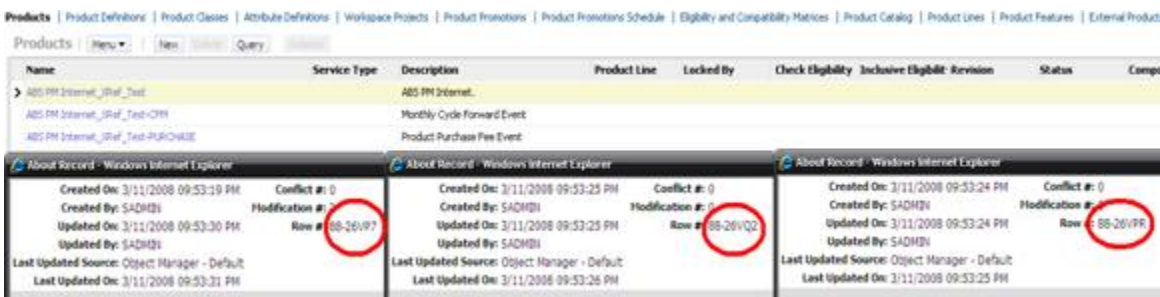 Products | Product Definitions | Product Classes | Attribute Definitions | Workspace Projects | Product Promotions | Product Promotions Schedule | Eligibility and Compatibility Matrices | Product Catalog | Product Lines | Product Features | External Products
Products | Menu | New Query
Name Service Type Description Product Line Locked By Check Eligibility Inclusive Eligibilit Revision Status Compo
ABS PM Internet_XRef_Test ABS PM Internet.
ABS PM Internet_XRef_Test-CFM Monthly Cycle Forward Event
ABS PM Internet_XRef_Test-PURCHASE Product Purchase Fee Event
About Record - Windows Internet Explorer
Created On: 3/11/2008 09:53:19 PM Conflict #: 0
Created By: SADMIN Modification #:
Updated On: 3/11/2008 09:53:30 PM Row #: 88-26VP7
Updated By: SADMIN
Last Updated Source: Object Manager - Default
Last Updated On: 3/11/2008 09:53:31 PM
About Record - Windows Internet Explorer
Created On: 3/11/2008 09:53:25 PM Conflict #: 0
Created By: SADMIN Modification #: 0
Updated On: 3/11/2008 09:53:25 PM Row #: 88-26VQ2
Updated By: SADMIN
Last Updated Source: Object Manager - Default
Last Updated On: 3/11/2008 09:53:26 PM
About Record - Windows Internet Explorer
Created On: 3/11/2008 09:53:24 PM Conflict #: 0
Created By: SADMIN Modification #:
Updated On: 3/11/2008 09:53:24 PM Row #: 88-26VPR
Updated By: SADMIN
Last Updated Source: Object Manager - Default
Last Updated On: 3/11/2008 09:53:25 PM